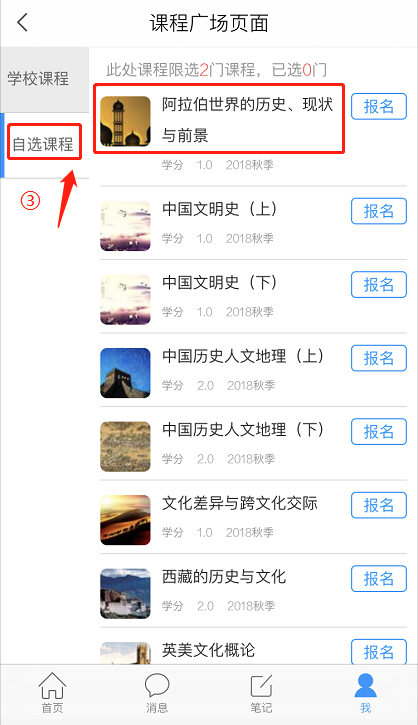 课程广场页面
学校课程
自选课程
③
此处课程限选2门课程，已选0门
阿拉伯世界的历史、现状
与前景
报名
学分 1.0 2018秋季
中国文明史（上）
报名
学分 1.0 2018秋季
中国文明史（下）
报名
学分 1.0 2018秋季
中国历史人文地理（上）
报名
学分 2.0 2018秋季
中国历史人文地理（下）
报名
学分 2.0 2018秋季
文化差异与跨文化交际
报名
学分 1.0 2018秋季
西藏的历史与文化
报名
学分 2.0 2018秋季
英美文化概论
报名
首页 消息 笔记 我